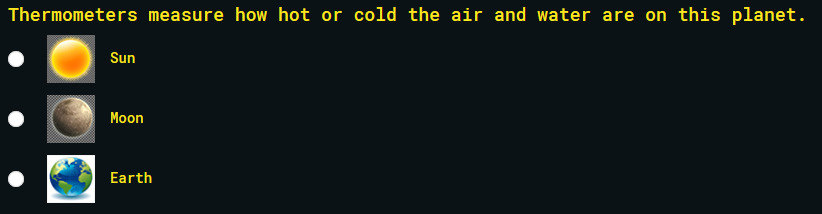 Thermometers measure how hot or cold the air and water are on this planet.
Sun
Moon
Earth